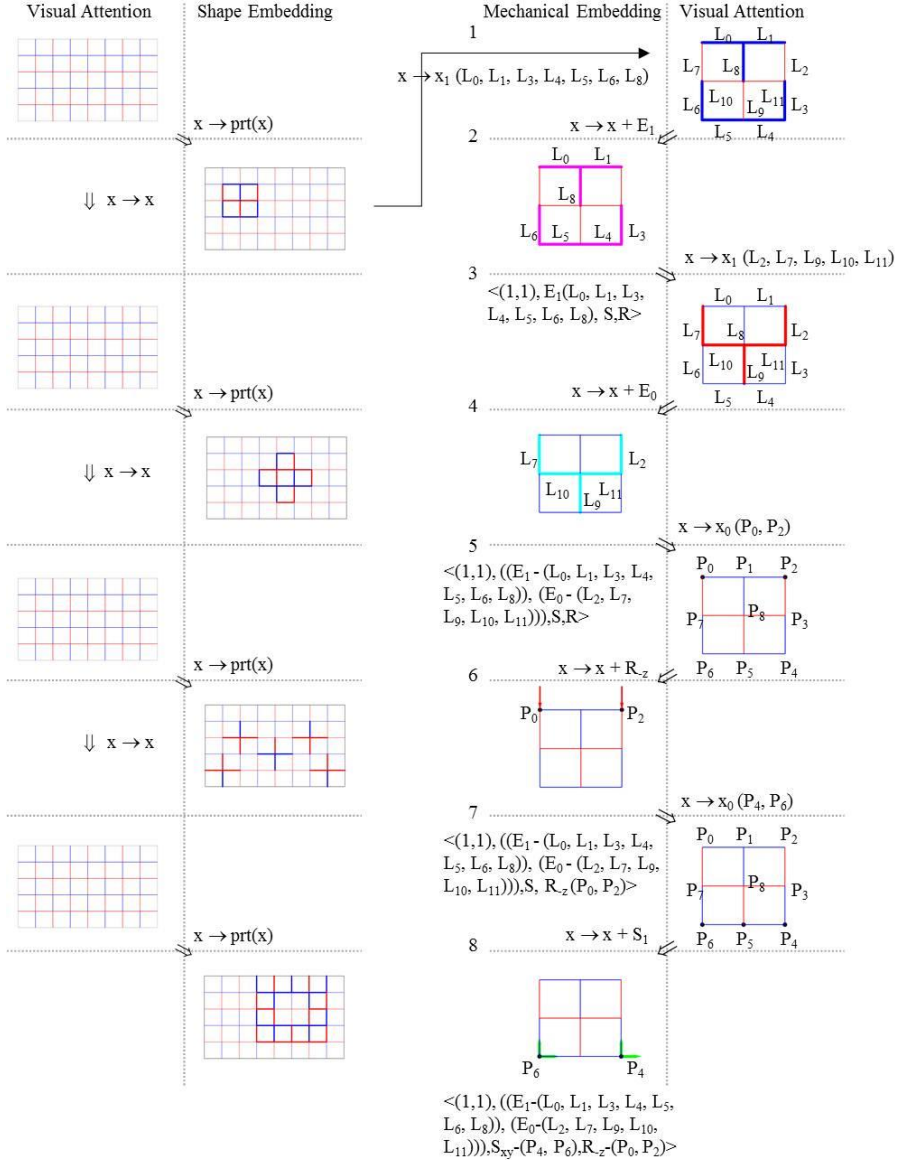 Visual Attention Shape Embedding Mechanical Embedding Visual Attention
1
L₀ L₁
L₇ L₈ L₂
x → x₁ (L₀, L₁, L₃, L₄, L₅, L₆, L₈)
L₆ L₁₀ L₉ L₁₁ L₃
x → prt(x) x → x + E₁ L₅ L₄
2
L₀ L₁
⇓ x → x L₈
L₆ L₅ L₄ L₃
x → x₁ (L₂, L₇, L₉, L₁₀, L₁₁)
3
<(1,1), E₁(L₀, L₁, L₃,
L₄, L₅, L₆, L₈), S,R>
L₀ L₁
L₇ L₈ L₂
L₆ L₁₀ L₉ L₁₁ L₃
x → prt(x) x → x + E₀ L₅ L₄
4
⇓ x → x L₇ L₂
L₁₀ L₉ L₁₁
x → x₀ (P₀, P₂)
5
<(1,1), ((E₁ - (L₀, L₁, L₃, L₄,
L₅, L₆, L₈)), (E₀ - (L₂, L₇,
L₉, L₁₀, L₁₁))),S,R>
P₀ P₁ P₂
P₇ P₈ P₃
P₆ P₅ P₄
x → prt(x) x → x + R₋z
6
P₀ P₂
⇓ x → x
x → x₀ (P₄, P₆)
7
<(1,1), ((E₁ - (L₀, L₁, L₃, L₄,
L₅, L₆, L₈)), (E₀ - (L₂, L₇, L₉,
L₁₀, L₁₁))),S, R₋z (P₀, P₂)>
P₀ P₁ P₂
P₇ P₈ P₃
P₆ P₅ P₄
x → prt(x) x → x + S₁
8
P₆ P₄
<(1,1), ((E₁-(L₀, L₁, L₃, L₄, L₅,
L₆, L₈)), (E₀-(L₂, L₇, L₉, L₁₀,
L₁₁))),Sxy-(P₄, P₆),R₋z-(P₀, P₂)>